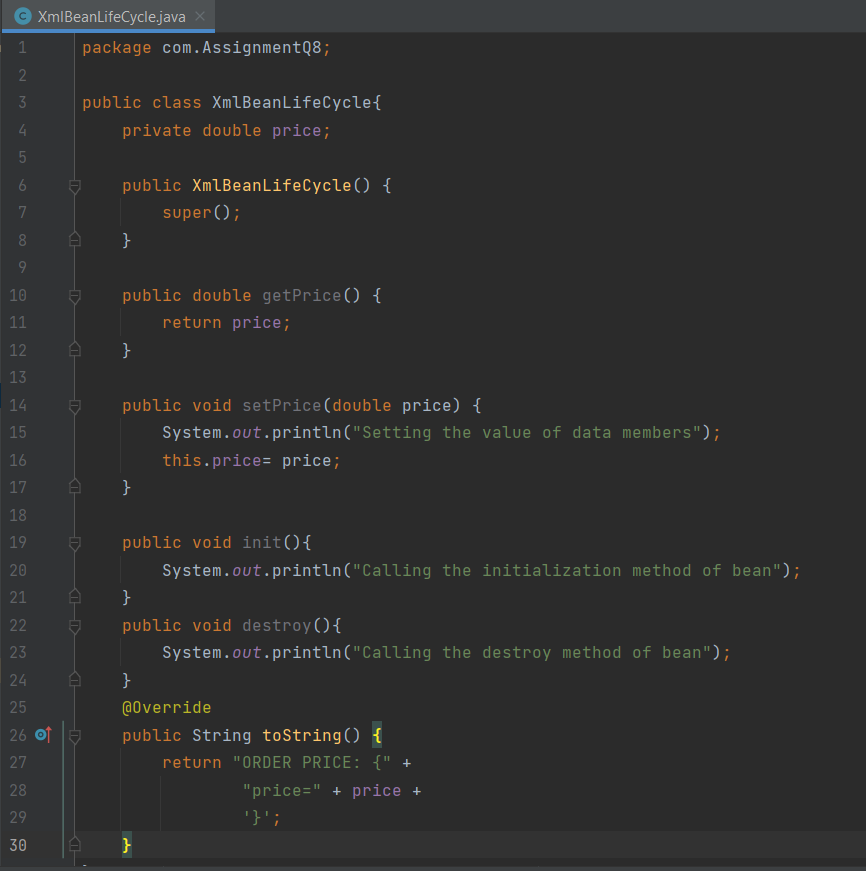 XmlBeanLifeCycle.java
1 package com.AssignmentQ8;
2
3 public class XmlBeanLifeCycle{
4     private double price;
5
6     public XmlBeanLifeCycle() {
7         super();
8     }
9
10     public double getPrice() {
11         return price;
12     }
13
14     public void setPrice(double price) {
15         System.out.println("Setting the value of data members");
16         this.price= price;
17     }
18
19     public void init(){
20         System.out.println("Calling the initialization method of bean");
21     }
22     public void destroy(){
23         System.out.println("Calling the destroy method of bean");
24     }
25     @Override
26     public String toString() {
27         return "ORDER PRICE: {" +
28                 "price=" + price +
29                 '}';
30     }